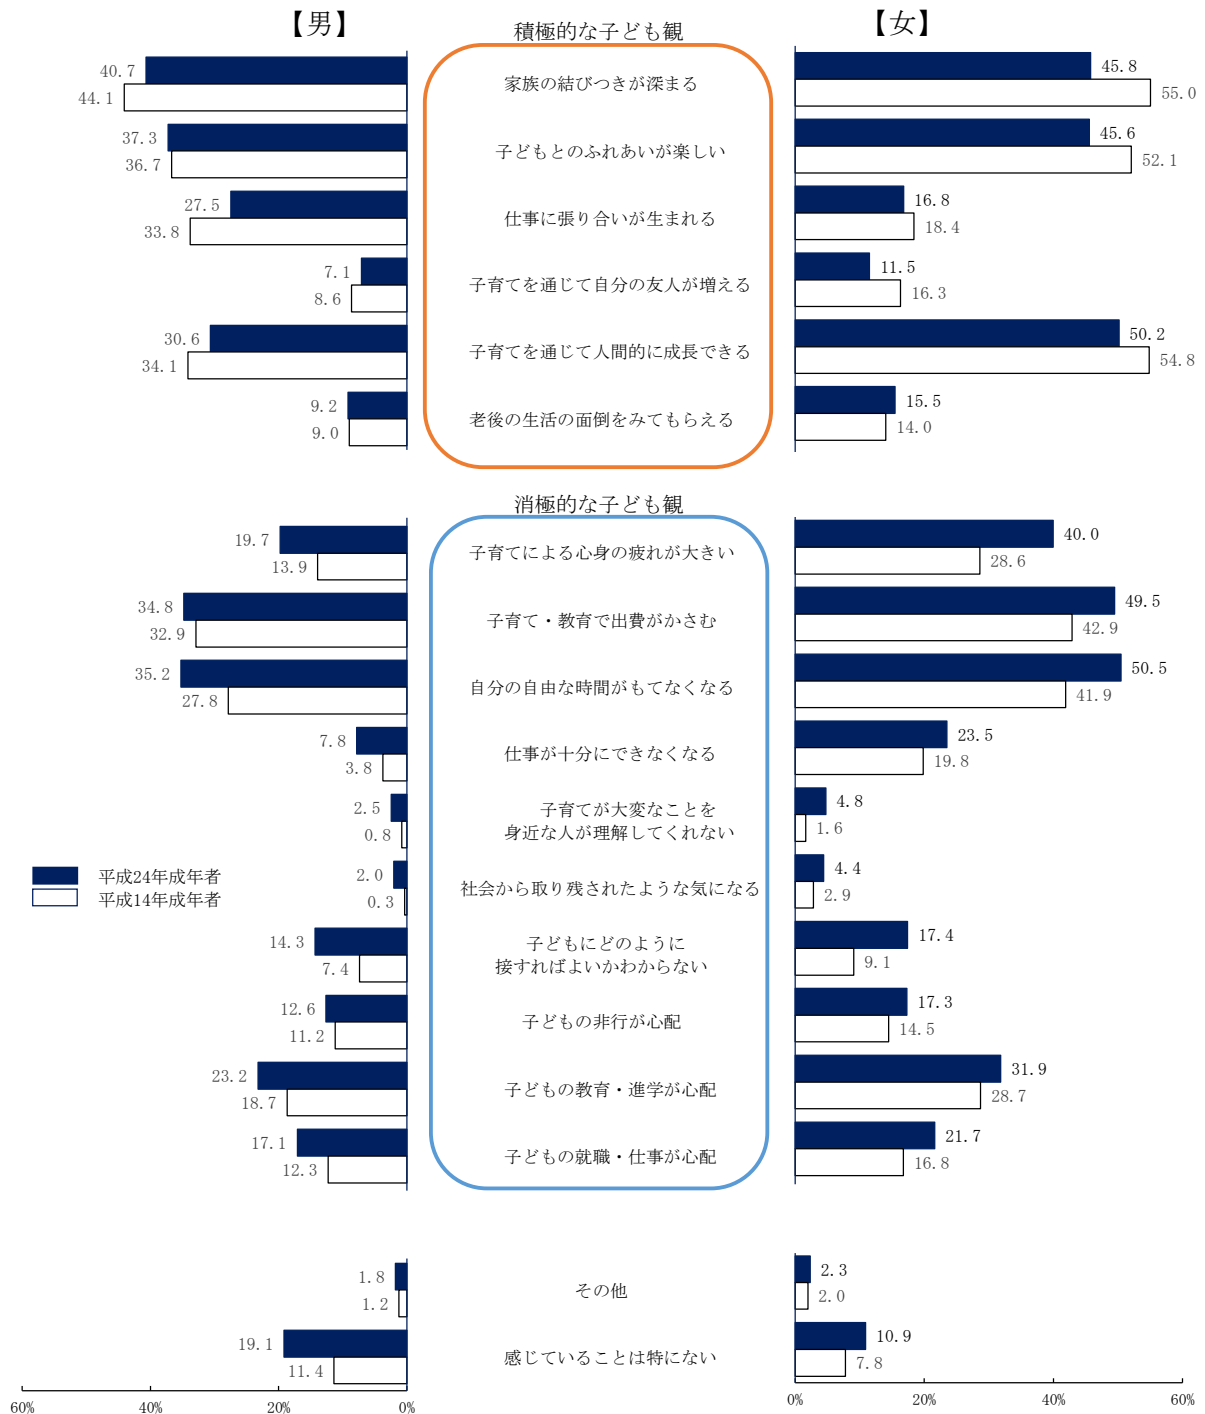 【男】
【女】
積極的な子ども観
40.7
44.1
家族の結びつきが深まる
45.8
55.0
37.3
36.7
子どもとのふれあいが楽しい
45.6
52.1
27.5
33.8
仕事に張り合いが生まれる
16.8
18.4
7.1
8.6
子育てを通じて自分の友人が増える
11.5
16.3
30.6
34.1
子育てを通じて人間的に成長できる
50.2
54.8
9.2
9.0
老後の生活の面倒をみてもらえる
15.5
14.0
消極的な子ども観
19.7
13.9
子育てによる心身の疲れが大きい
40.0
28.6
34.8
32.9
子育て・教育で出費がかさむ
49.5
42.9
35.2
27.8
自分の自由な時間がもてなくなる
50.5
41.9
7.8
3.8
仕事が十分にできなくなる
23.5
19.8
2.5
0.8
子育てが大変なことを
身近な人が理解してくれない
4.8
1.6
平成24年成年者
平成14年成年者
2.0
0.3
社会から取り残されたような気になる
4.4
2.9
14.3
7.4
子どもにどのように
接すればよいかわからない
17.4
9.1
12.6
11.2
子どもの非行が心配
17.3
14.5
23.2
18.7
子どもの教育・進学が心配
31.9
28.7
17.1
12.3
子どもの就職・仕事が心配
21.7
16.8
1.8
1.2
その他
2.3
2.0
19.1
11.4
感じていることは特にない
10.9
7.8
60% 40% 20% 0%
0% 20% 40% 60%